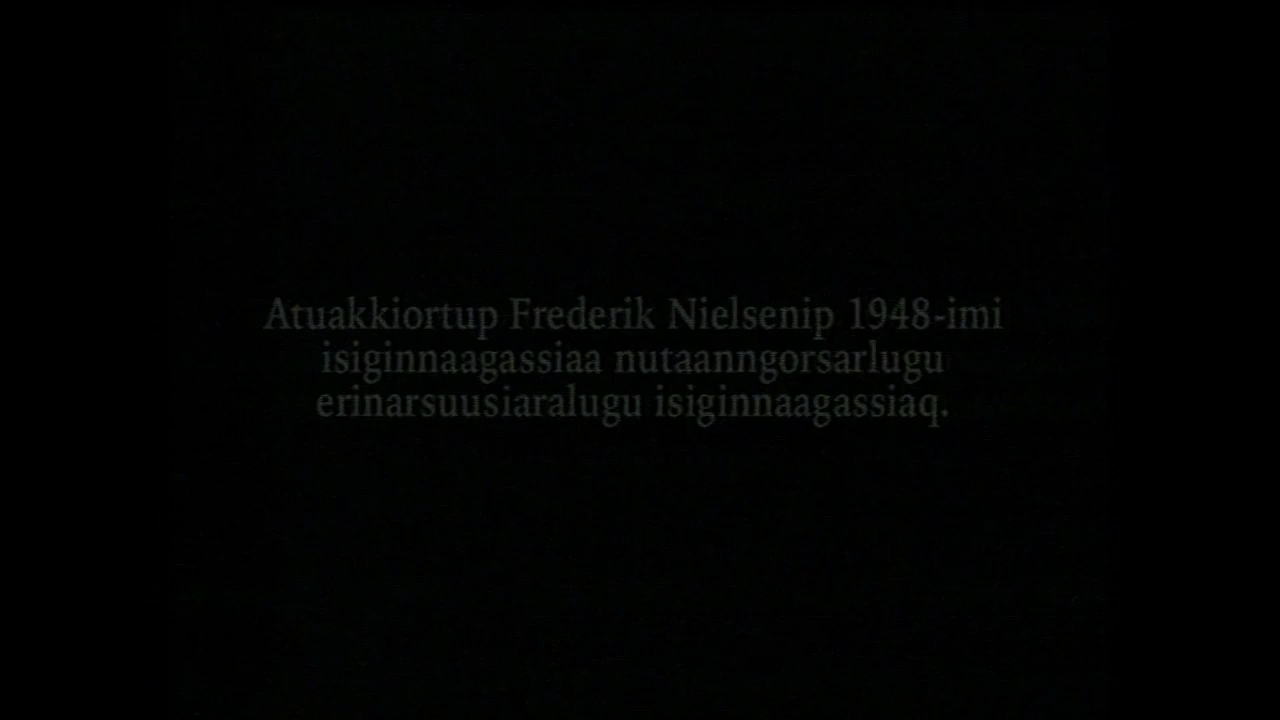 Atuakkiortup Frederik Nielsenip 1948-imi
isiginnaagassiaa nutaanngorsarlugu
erinarsuusiaralugu isiginnaagassiaq.